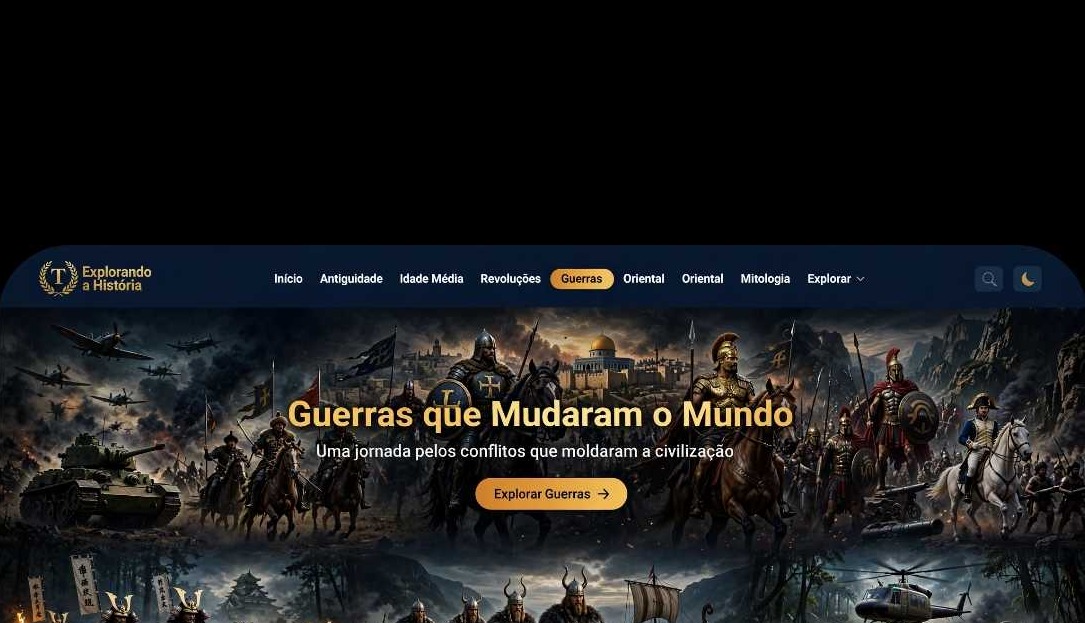 T
Explorando
a História
Início Antiguidade Idade Média Revoluções Guerras Oriental Oriental Mitologia Explorar
Guerras que Mudaram o Mundo
Uma jornada pelos conflitos que moldaram a civilização
Explorar Guerras →